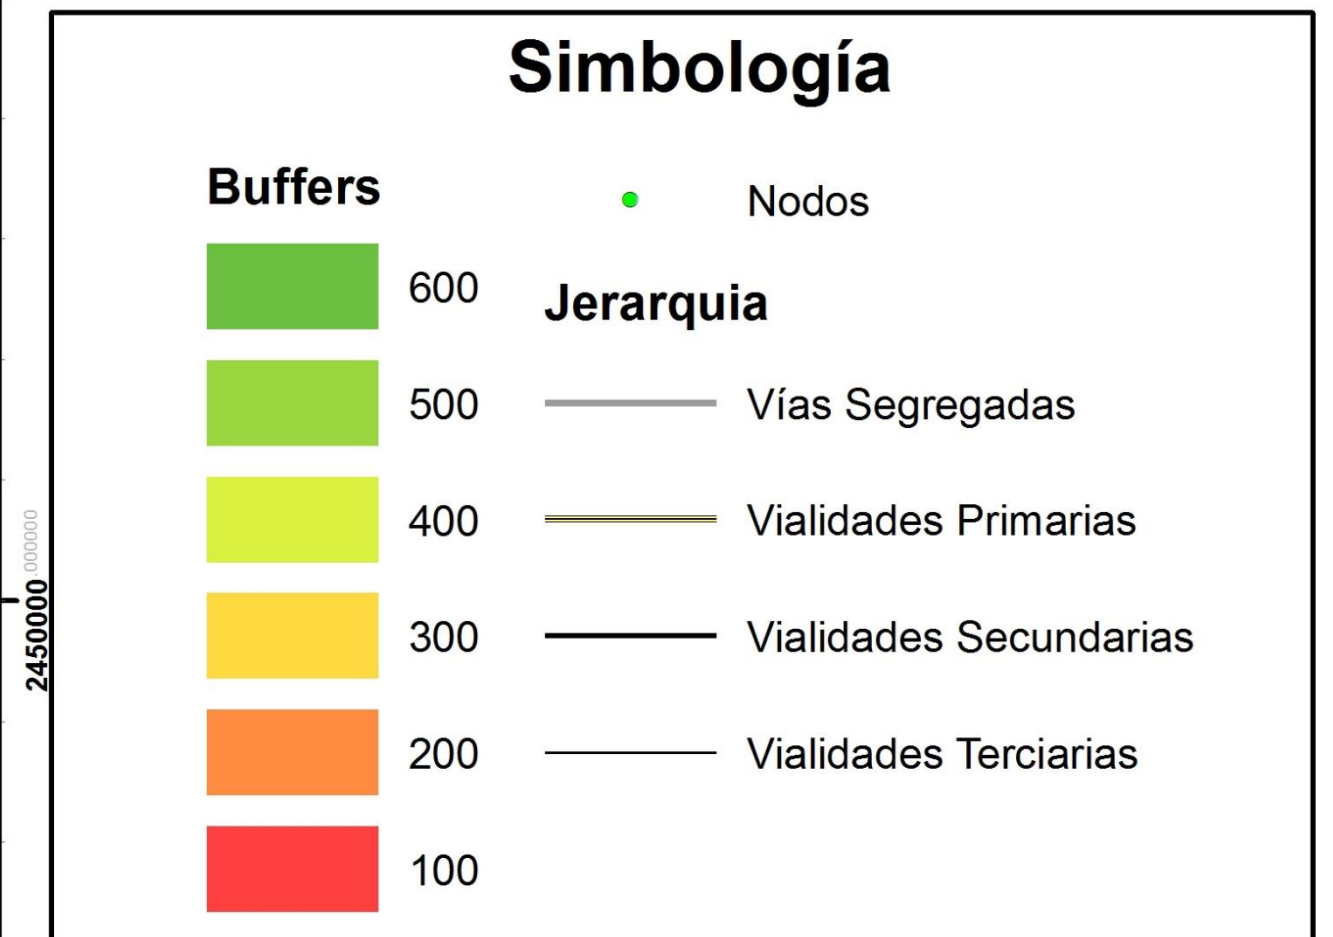 Simbología
Buffers
600
500
400
300
200
100
Nodos
Jerarquia
Vías Segregadas
Vialidades Primarias
Vialidades Secundarias
Vialidades Terciarias
2450000.000000